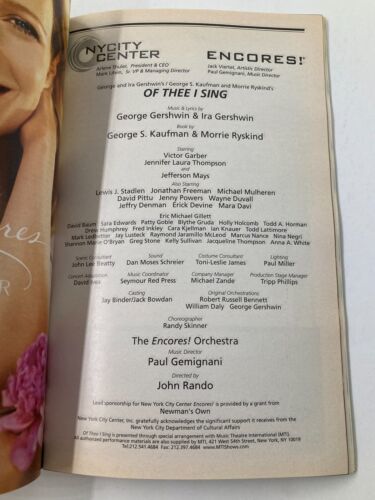 NYCITY
CENTER
Arlene Shuler, President & CEO
Mark Litvin, Sr. VP & Managing Director
ENCORES!
Jack Viertel, Artistic Director
Paul Gemignani, Music Director
George and Ira Gershwin's / George S. Kaufman and Morrie Ryskind's
OF THEE I SING
Music & Lyrics by
George Gershwin & Ira Gershwin
Book by
George S. Kaufman & Morrie Ryskind
Starring
Victor Garber
Jennifer Laura Thompson
and
Jefferson Mays
Also Starring
Lewis J. Stadlen Jonathan Freeman Michael Mulheren
David Pittu Jenny Powers Wayne Duvall
Jeffry Denman Erick Devine Mara Davi
Eric Michael Gillett
David Baum Sara Edwards Patty Goble Blythe Gruda Holly Holcomb Todd A. Horman
Drew Humphrey Fred Inkley Cara Kjellman Ian Knauer Todd Lattimore
Mark Ledbetter Jay Lusteck Raymond Jaramillo McLeod Marcus Nance Nina Negri
Shannon Marie O'Bryan Greg Stone Kelly Sullivan Jacqueline Thompson Anna A. White
Scenic Consultant Sound Costume Consultant Lighting
John Lee Beatty Dan Moses Schreier Toni-Leslie James Paul Miller
Concert Adaptation Music Coordinator Company Manager Production Stage Manager
David Ives Seymour Red Press Michael Zande Tripp Phillips
Casting Original Orchestrations
Jay Binder/Jack Bowdan Robert Russell Bennett
William Daly George Gershwin
Choreographer
Randy Skinner
The Encores! Orchestra
Music Director
Paul Gemignani
Directed by
John Rando
Lead sponsorship for New York City Center Encores! is provided by a grant from
Newman's Own
New York City Center, Inc. gratefully acknowledges the significant support it receives from the
New York City Department of Cultural Affairs
Of Thee I Sing is presented through special arrangement with Music Theatre International (MTI).
All authorized performance materials are also supplied by MTI, 421 West 54th Street, New York, NY 10019
Tel:212.541.4684 Fax: 212.397.4684 www.MTIShows.com
ores
R